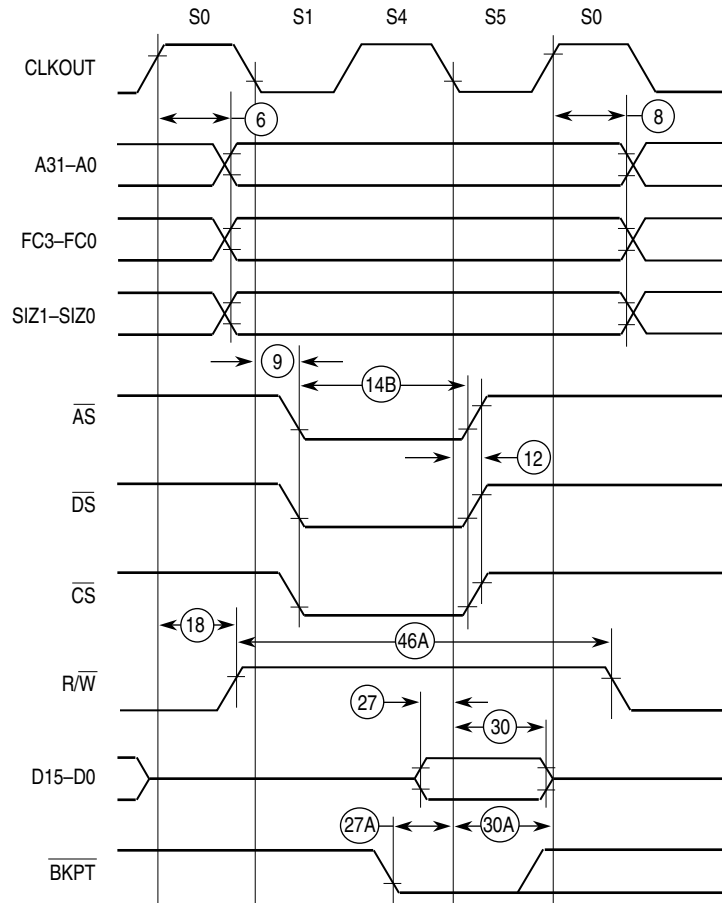 S0 S1 S4 S5 S0
CLKOUT
6 8
A31–A0
FC3–FC0
SIZ1–SIZ0
9
14B
AS
12
DS
CS
18
46A
R/W
27
30
D15–D0
27A 30A
BKPT